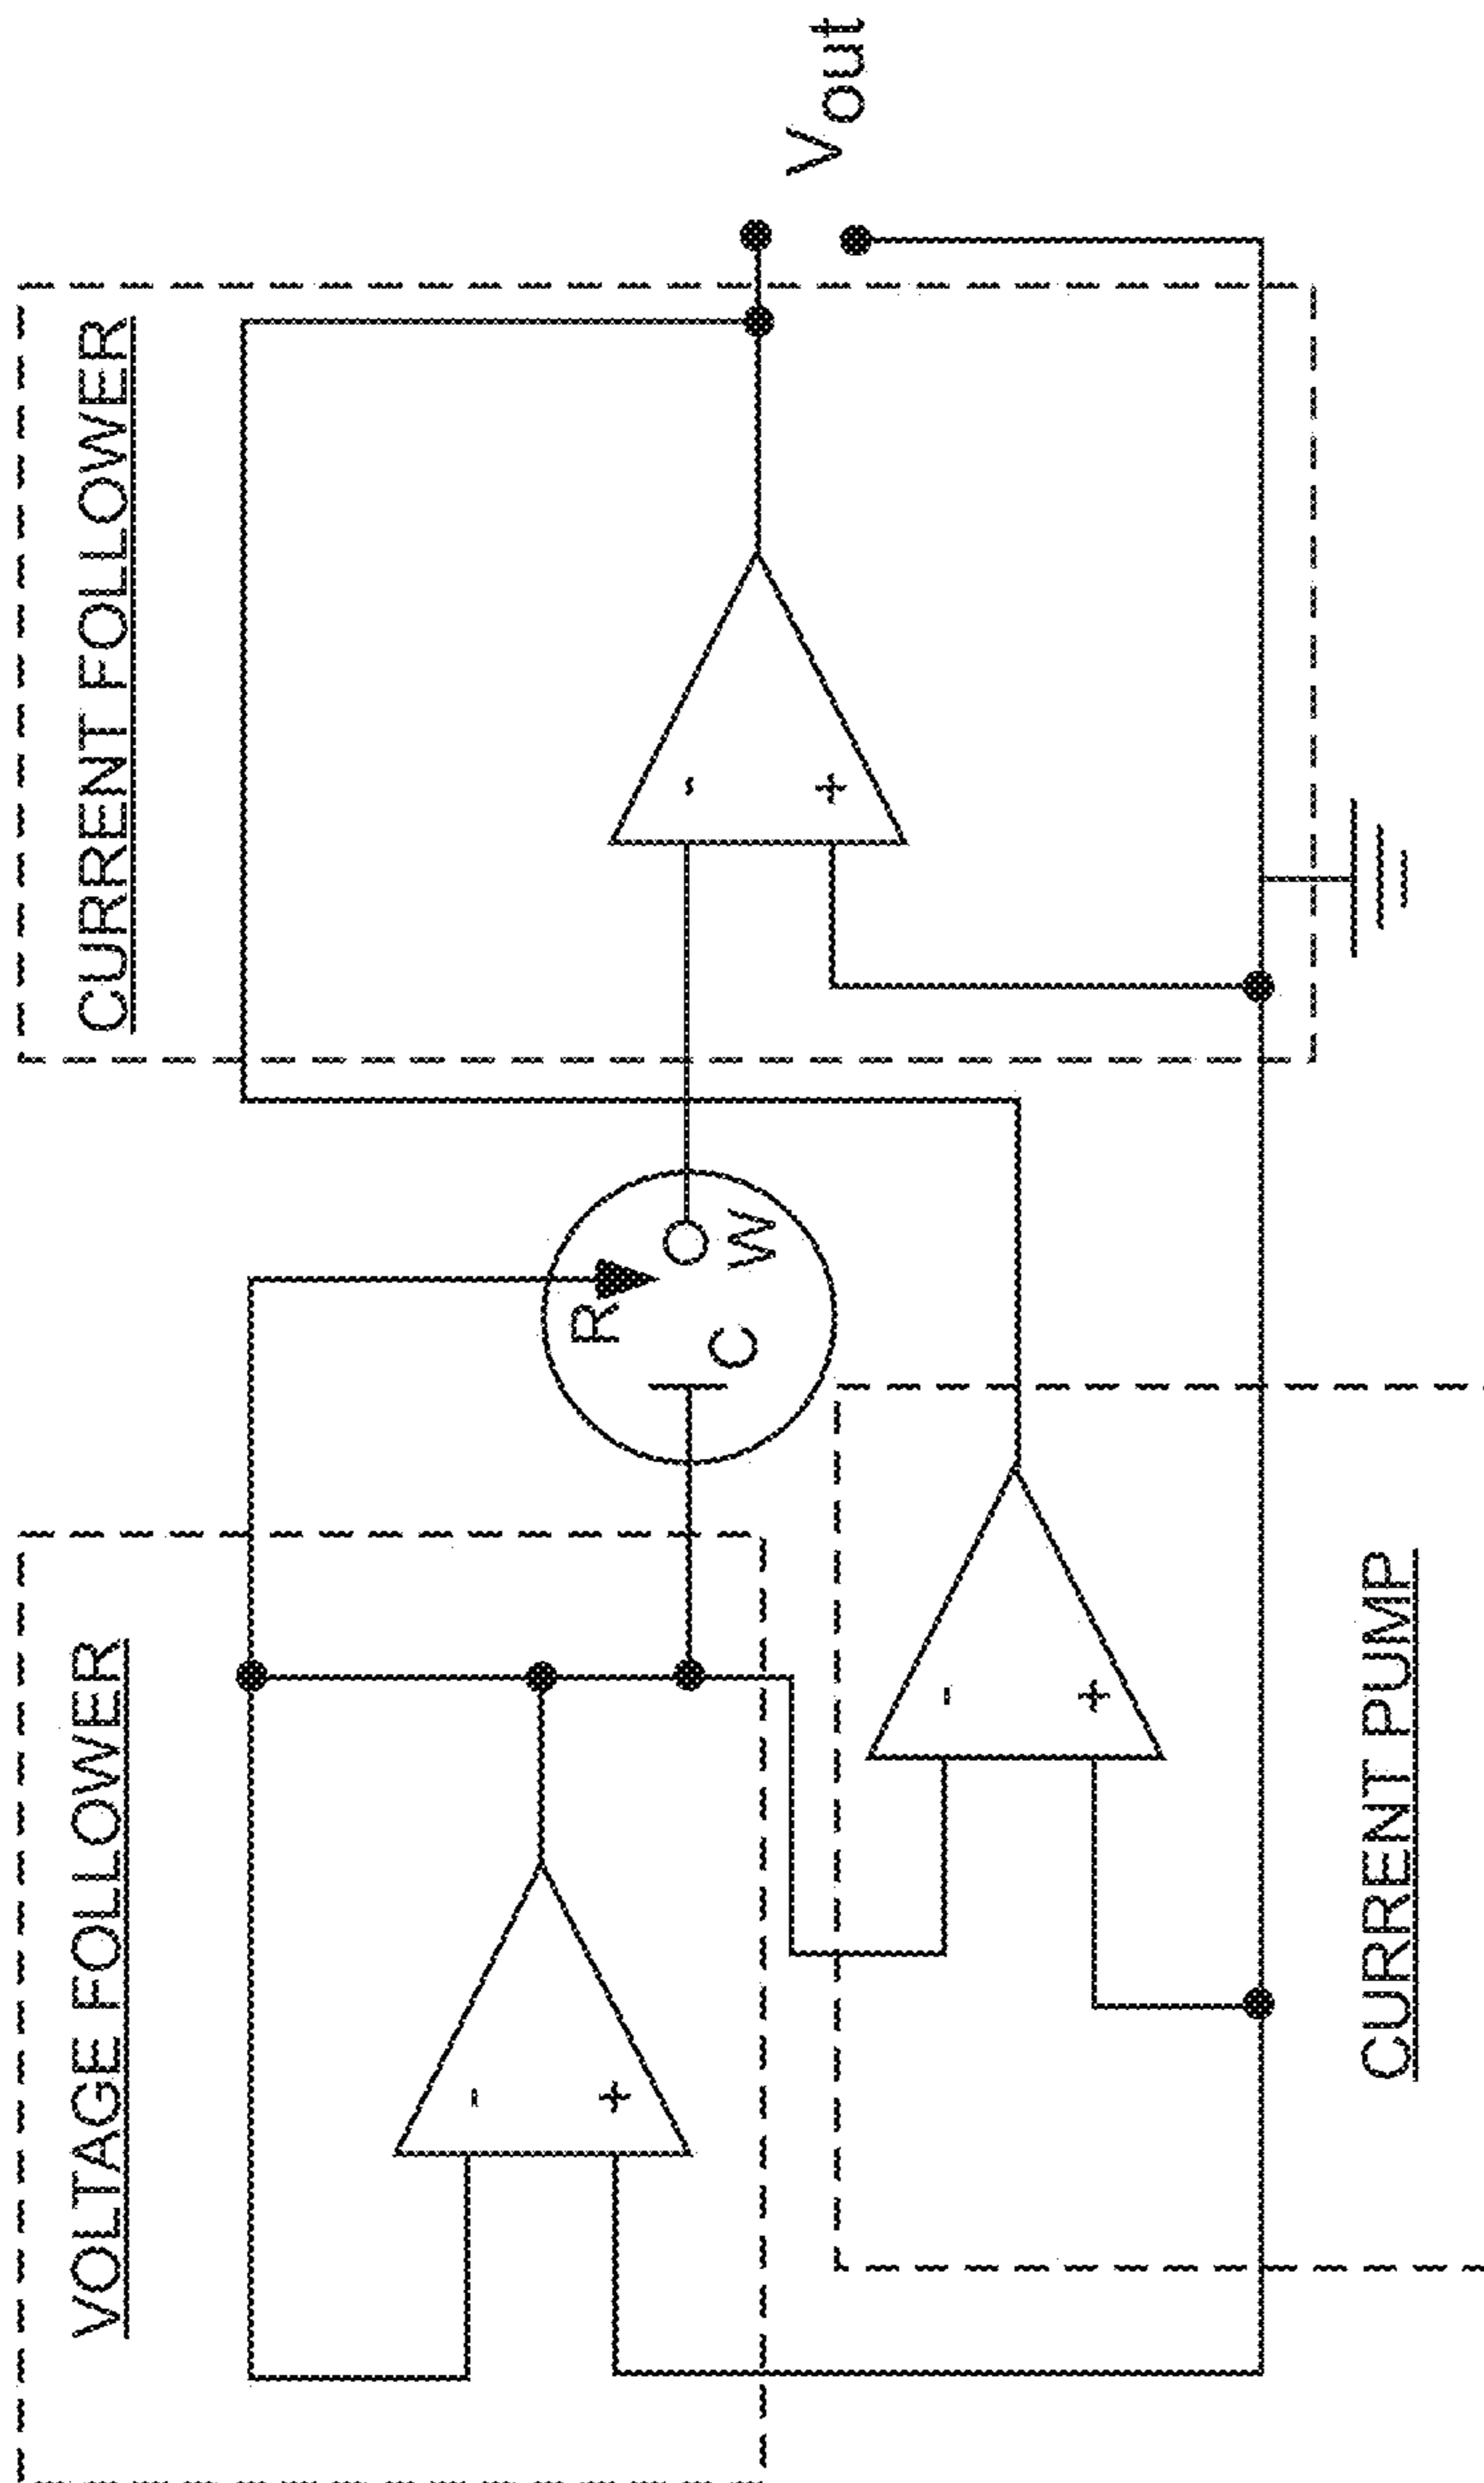 VOLTAGE FOLLOWER
CURRENT FOLLOWER
-
+
R
C
W
-
+
Vout
-
+
CURRENT PUMP